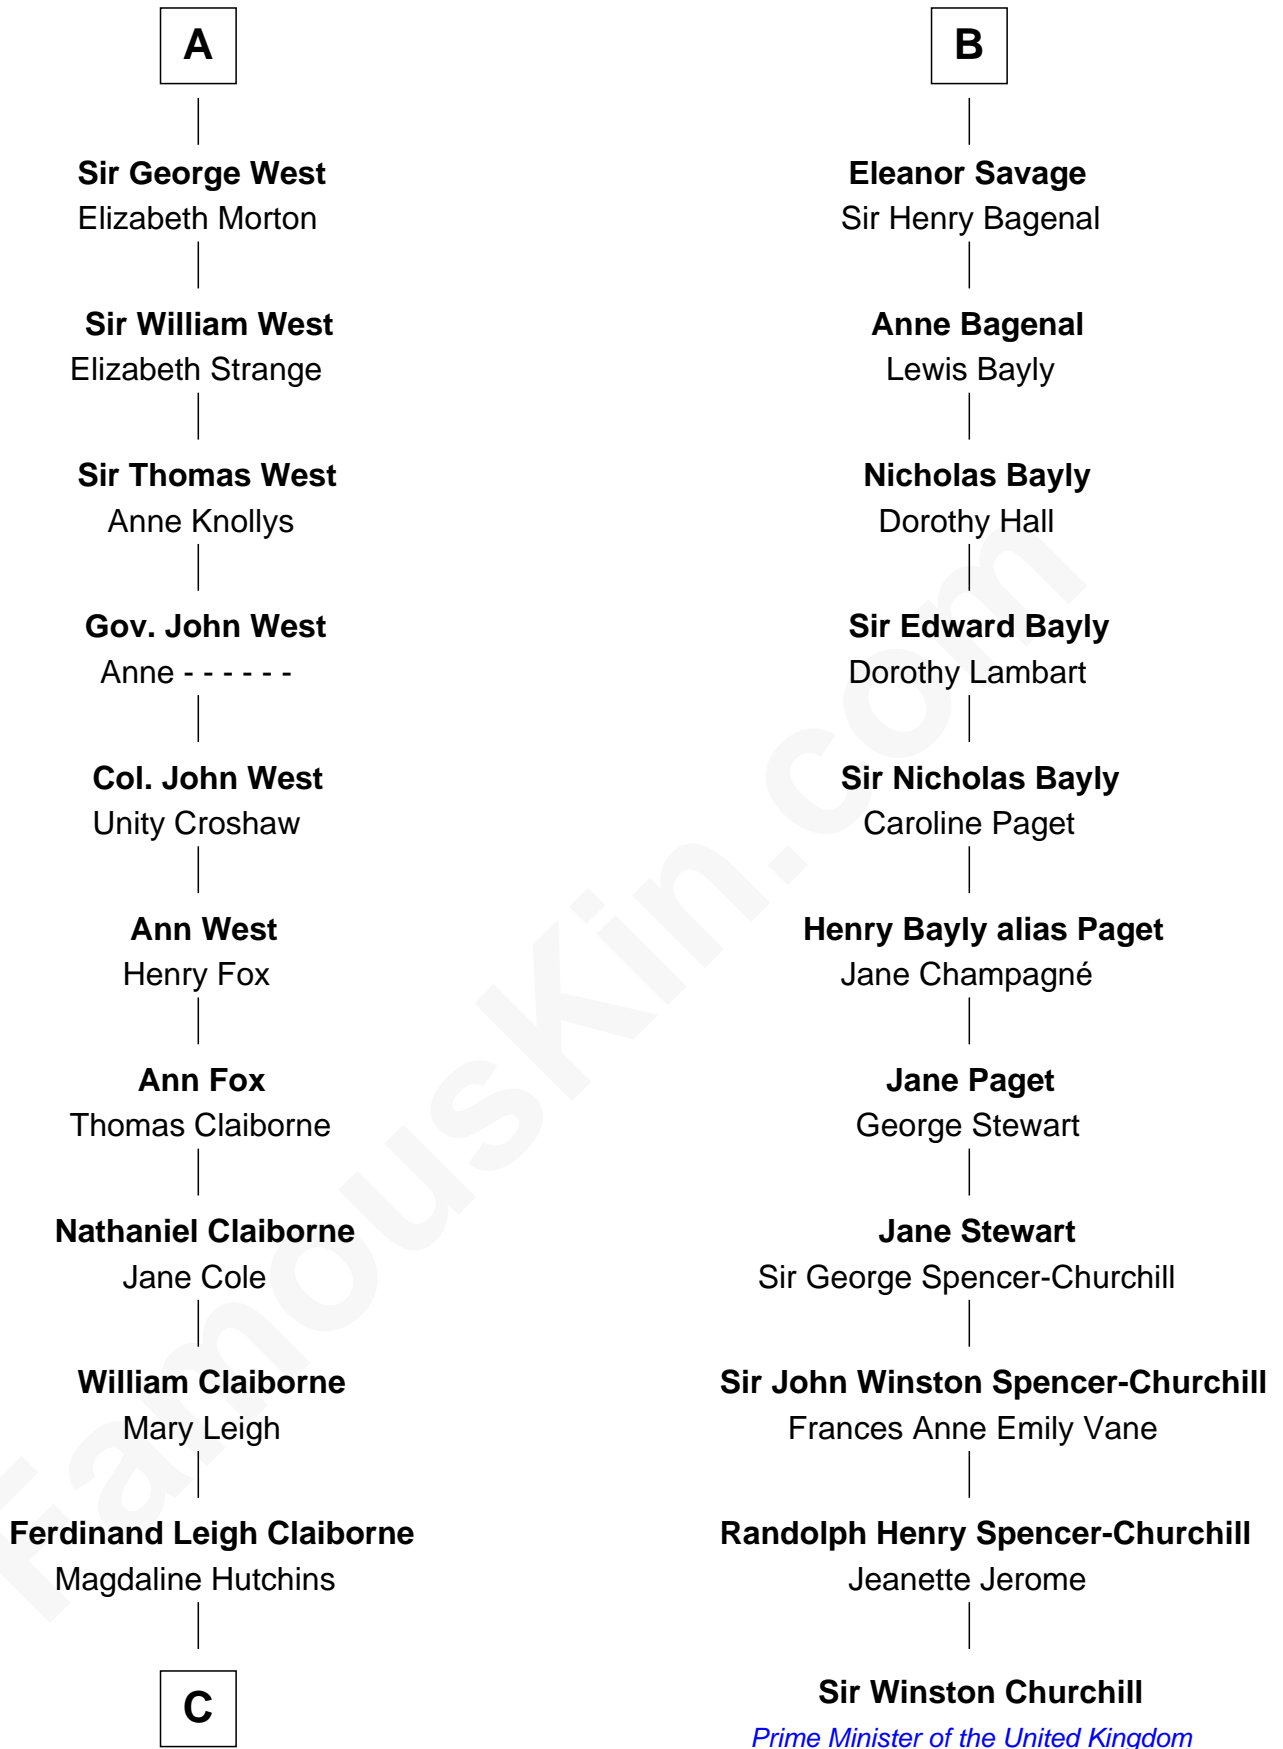 A
Sir George West
Elizabeth Morton
Sir William West
Elizabeth Strange
Sir Thomas West
Anne Knollys
Gov. John West
Anne - - - - - -
Col. John West
Unity Croshaw
Ann West
Henry Fox
Ann Fox
Thomas Claiborne
Nathaniel Claiborne
Jane Cole
William Claiborne
Mary Leigh
Ferdinand Leigh Claiborne
Magdaline Hutchins
C
B
Eleanor Savage
Sir Henry Bagenal
Anne Bagenal
Lewis Bayly
Nicholas Bayly
Dorothy Hall
Sir Edward Bayly
Dorothy Lambart
Sir Nicholas Bayly
Caroline Paget
Henry Bayly alias Paget
Jane Champagné
Jane Paget
George Stewart
Jane Stewart
Sir George Spencer-Churchill
Sir John Winston Spencer-Churchill
Frances Anne Emily Vane
Randolph Henry Spencer-Churchill
Jeanette Jerome
Sir Winston Churchill
Prime Minister of the United Kingdom
FamousKin.com